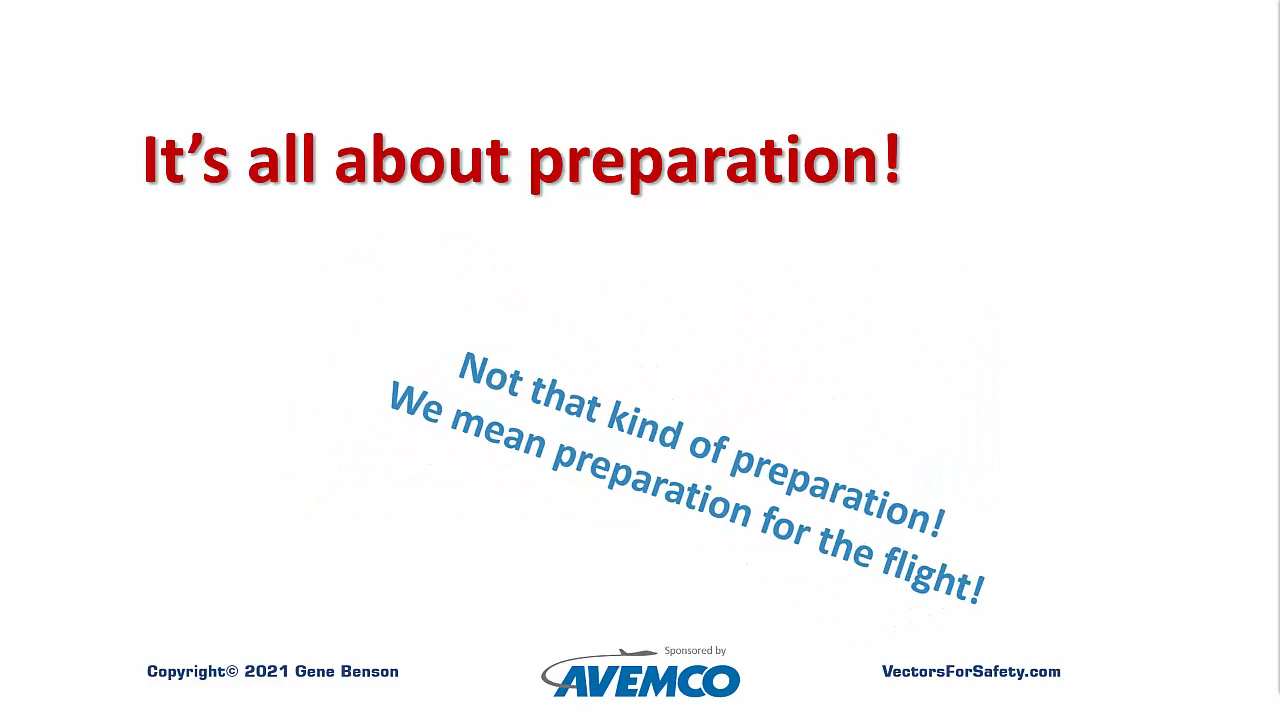 It's all about preparation!
Not that kind of preparation!
We mean preparation for the flight!
Copyright© 2021 Gene Benson
Sponsored by
AVEMCO
VectorsForSafety.com